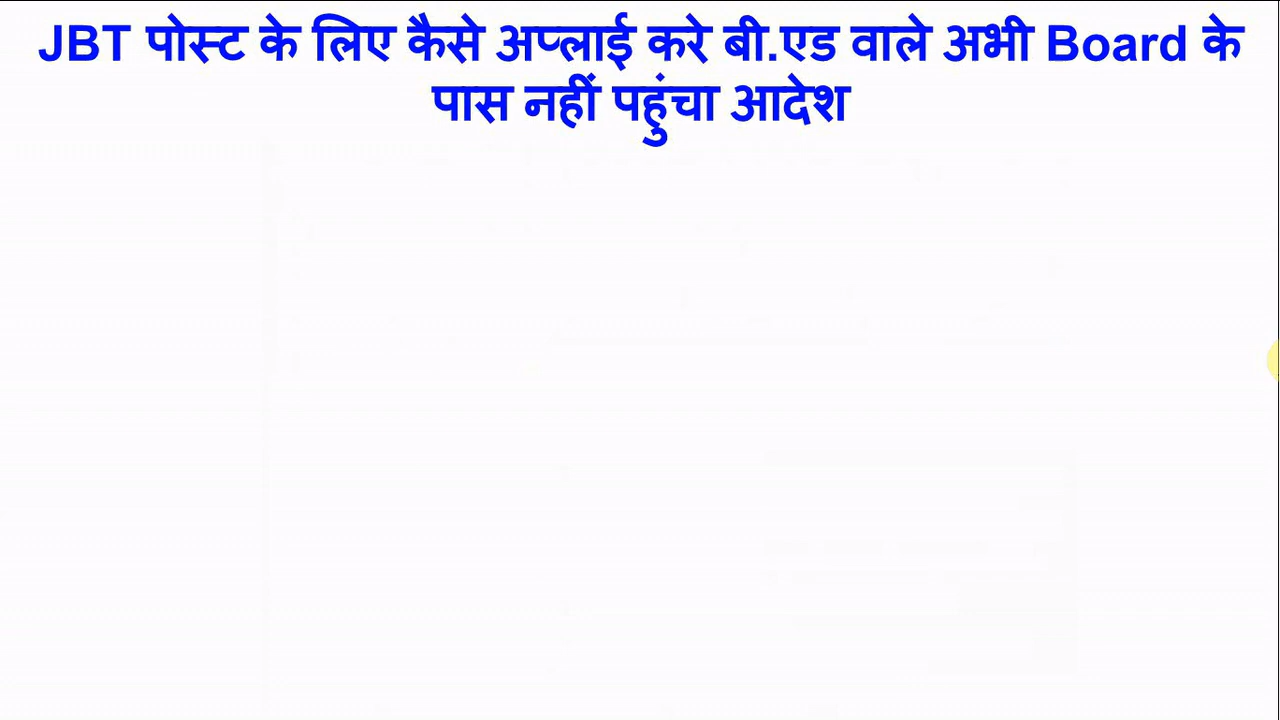 JBT पोस्ट के लिए कैसे अप्लाई करे बी.एड वाले अभी Board के
पास नहीं पहुंचा आदेश